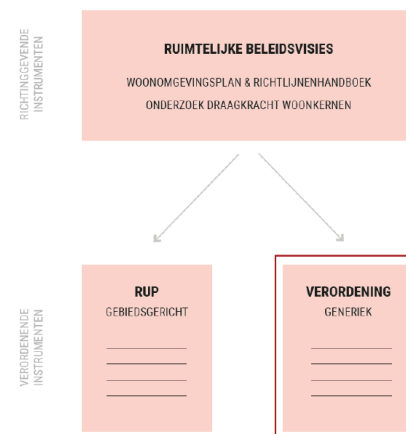 RICHTINGGEVENDE
INSTRUMENTEN
RUIMTELIJKE BELEIDSVISIES
WOONOMGEVINGSPLAN & RICHTLIJNENHANDBOEK
ONDERZOEK DRAAGKRACHT WOONKERNEN
VERORDENENDE
INSTRUMENTEN
RUP
GEBIEDSGERICHT
VERORDENING
GENERIEK